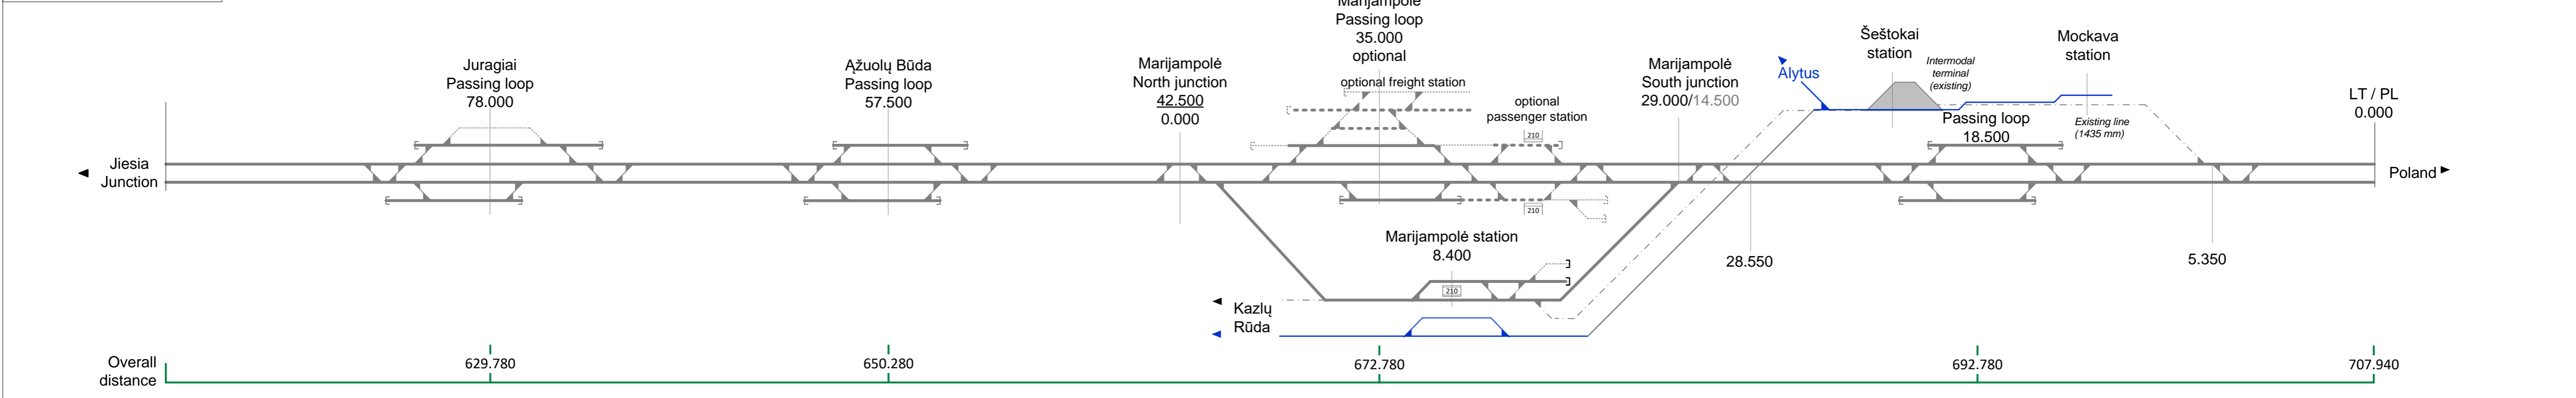 Marijampolė
Passing loop
35.000
optional
Juragiai
Passing loop
78.000
Ąžuolų Būda
Passing loop
57.500
Marijampolė
North junction
42.500
0.000
optional freight station
optional
passenger station
210
210
Marijampolė
South junction
29.000/14.500
Alytus
Šeštokai
station
Intermodal
terminal
(existing)
Mockava
station
Existing line
(1435 mm)
Passing loop
18.500
LT / PL
0.000
Jiesia
Junction
Poland
Marijampolė station
8.400
210
28.550
5.350
Kazlų
Rūda
Overall
distance
629.780
650.280
672.780
692.780
707.940